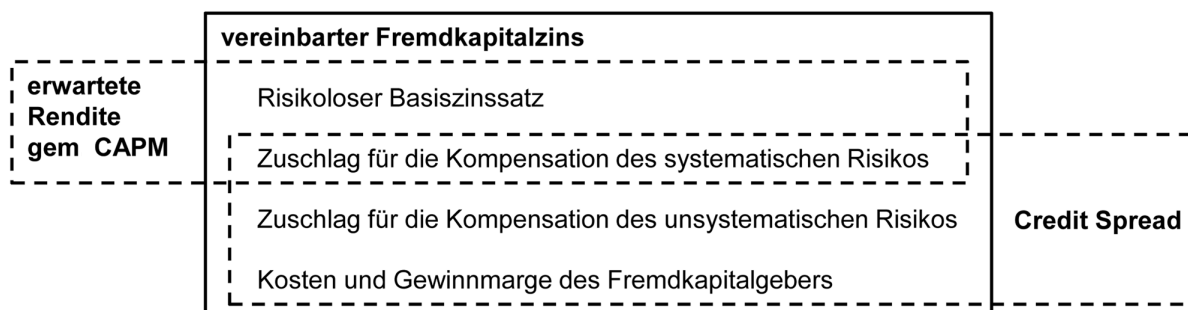 vereinbarter Fremdkapitalzins
erwartete
Rendite
gem CAPM
Risikoloser Basiszinssatz
Zuschlag für die Kompensation des systematischen Risikos
Zuschlag für die Kompensation des unsystematischen Risikos
Credit Spread
Kosten und Gewinnmarge des Fremdkapitalgebers